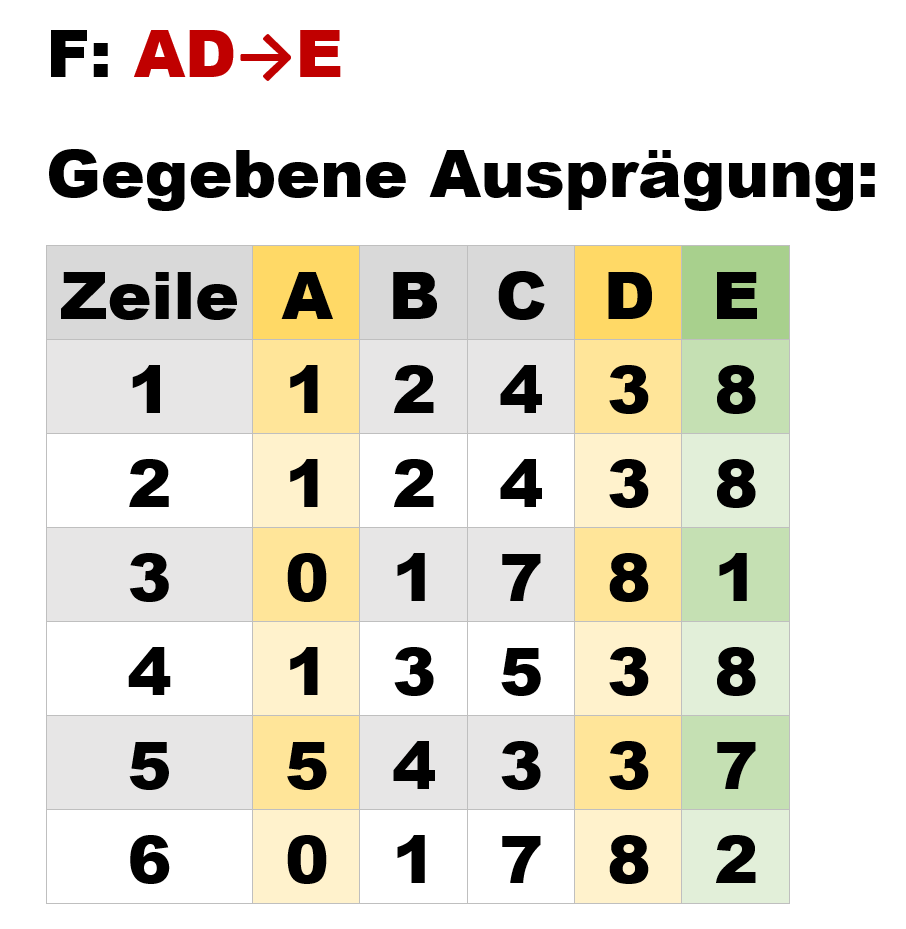 F: AD→E
Gegebene Ausprägung:
Zeile A B C D E
1 1 2 4 3 8
2 1 2 4 3 8
3 0 1 7 8 1
4 1 3 5 3 8
5 5 4 3 3 7
6 0 1 7 8 2